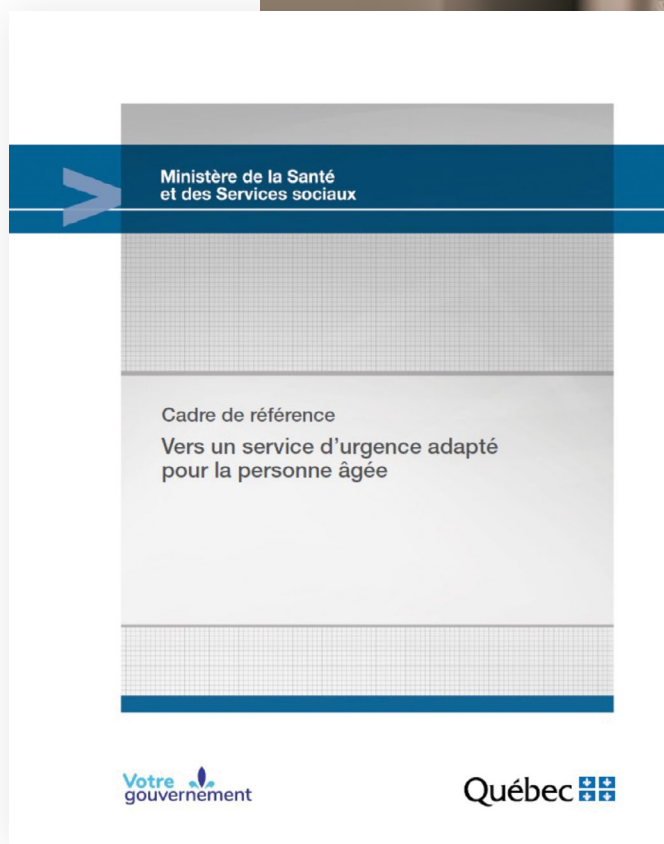 Ministère de la Santé
et des Services sociaux
Cadre de référence
Vers un service d'urgence adapté
pour la personne âgée
Votre
gouvernement
Québec